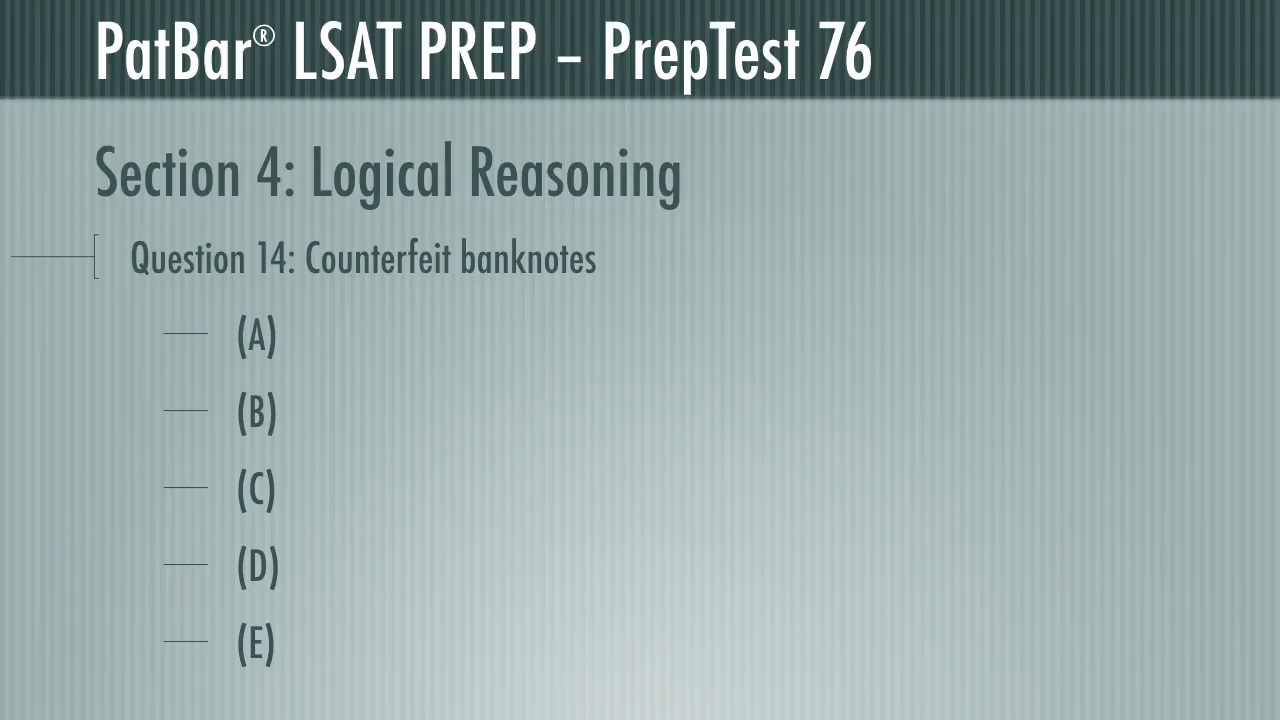 PatBar® LSAT PREP – PrepTest 76
Section 4: Logical Reasoning
Question 14: Counterfeit banknotes
(A)
(B)
(C)
(D)
(E)